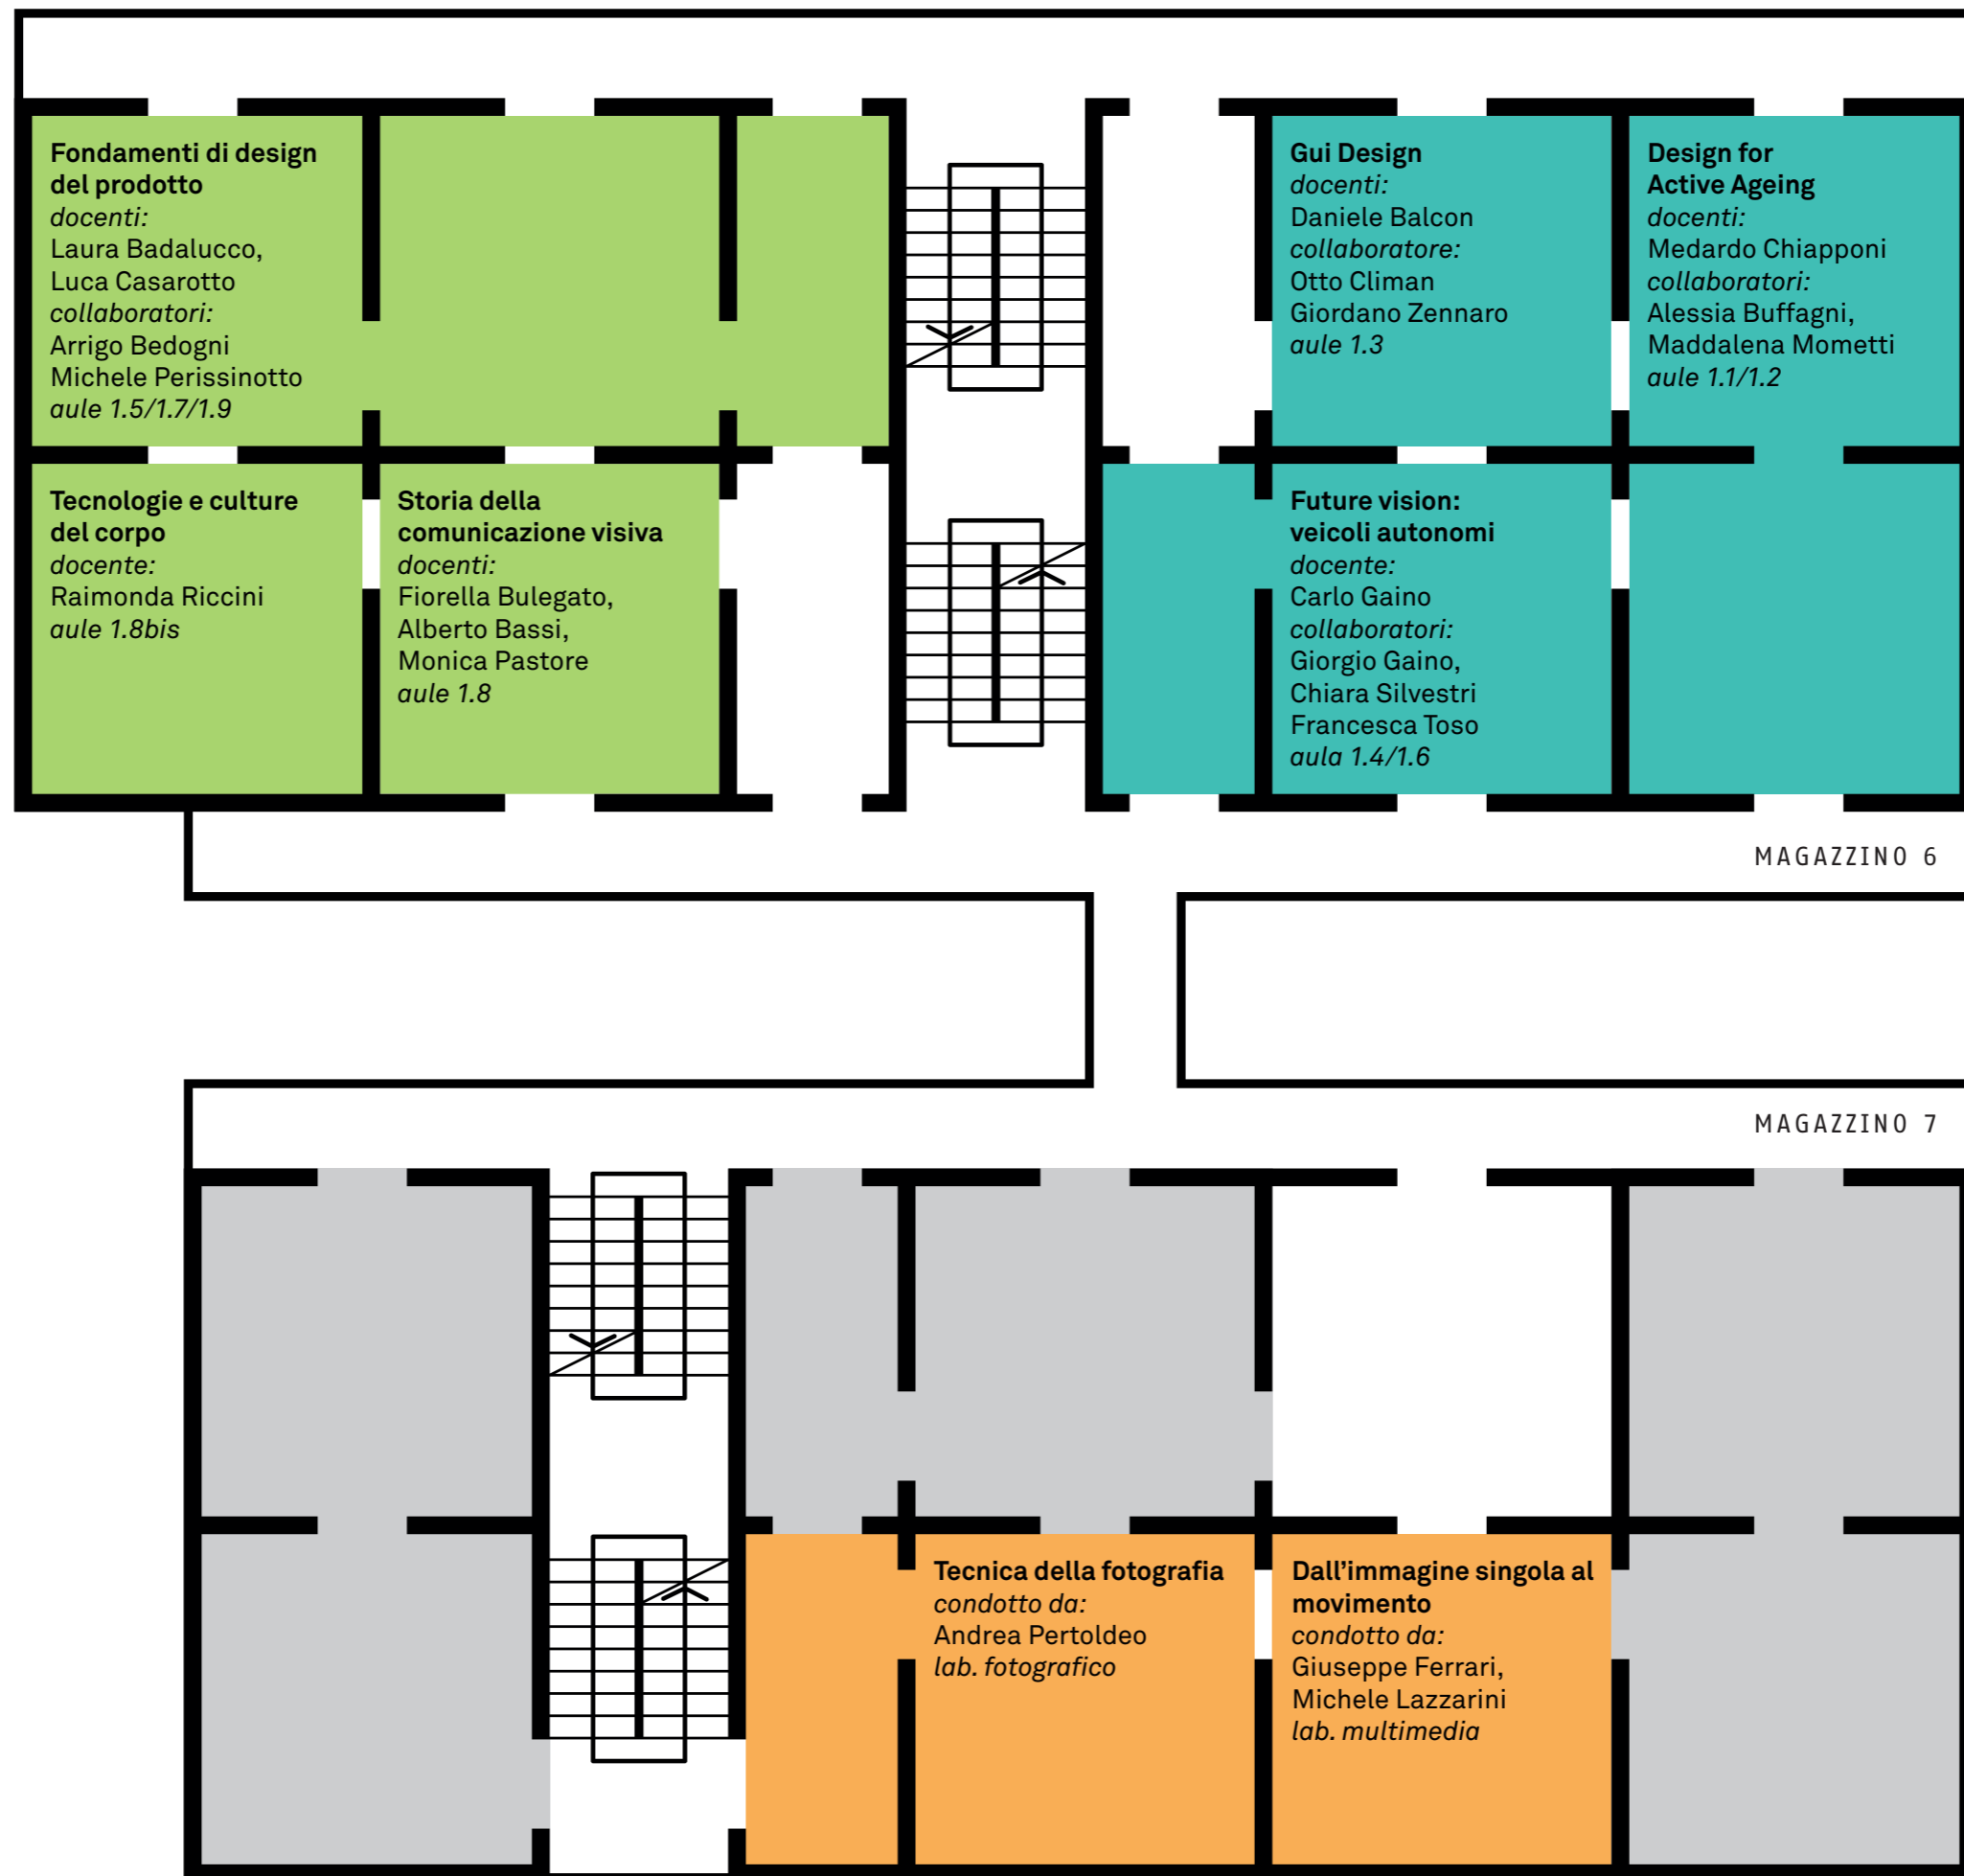 Fondamenti di design
del prodotto
docenti:
Laura Badalucco,
Luca Casarotto
collaboratori:
Arrigo Bedogni
Michele Perissinotto
aule 1.5/1.7/1.9
Gui Design
docenti:
Daniele Balcon
collaboratore:
Otto Climan
Giordano Zennaro
aule 1.3
Design for
Active Ageing
docenti:
Medardo Chiapponi
collaboratori:
Alessia Buffagni,
Maddalena Mometti
aule 1.1/1.2
Tecnologie e culture
del corpo
docente:
Raimonda Riccini
aule 1.8bis
Storia della
comunicazione visiva
docenti:
Fiorella Bulegato,
Alberto Bassi,
Monica Pastore
aule 1.8
Future vision:
veicoli autonomi
docente:
Carlo Gaino
collaboratori:
Giorgio Gaino,
Chiara Silvestri
Francesca Toso
aula 1.4/1.6
MAGAZZINO 6
MAGAZZINO 7
Tecnica della fotografia
condotto da:
Andrea Pertoldeo
lab. fotografico
Dall’immagine singola al
movimento
condotto da:
Giuseppe Ferrari,
Michele Lazzarini
lab. multimedia